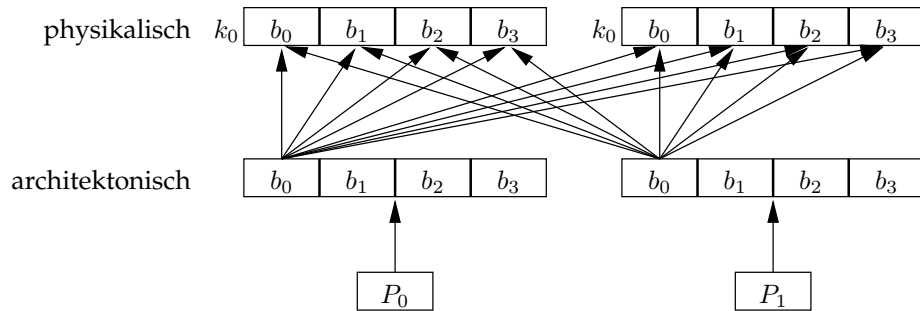 physikalisch k₀ b₀ b₁ b₂ b₃ k₀ b₀ b₁ b₂ b₃
architektonisch b₀ b₁ b₂ b₃ b₀ b₁ b₂ b₃
P₀ P₁